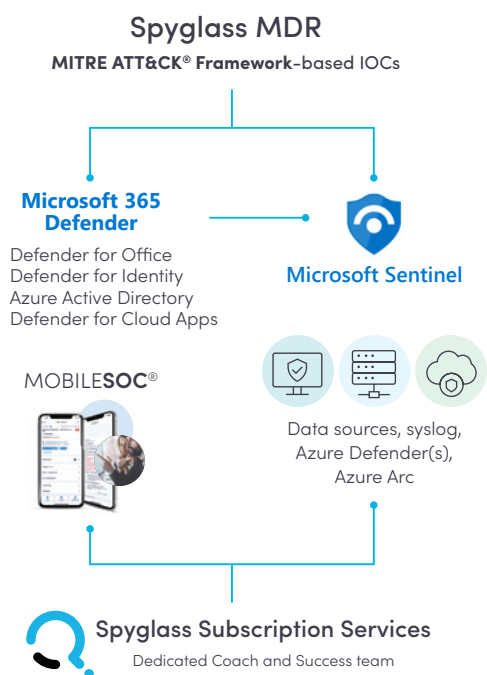 Spyglass MDR
MITRE ATT&CK® Framework-based IOCs
Microsoft 365
Defender
Defender for Office
Defender for Identity
Azure Active Directory
Defender for Cloud Apps
Microsoft Sentinel
MOBILESOC®
Data sources, syslog,
Azure Defender(s),
Azure Arc
Spyglass Subscription Services
Dedicated Coach and Success team